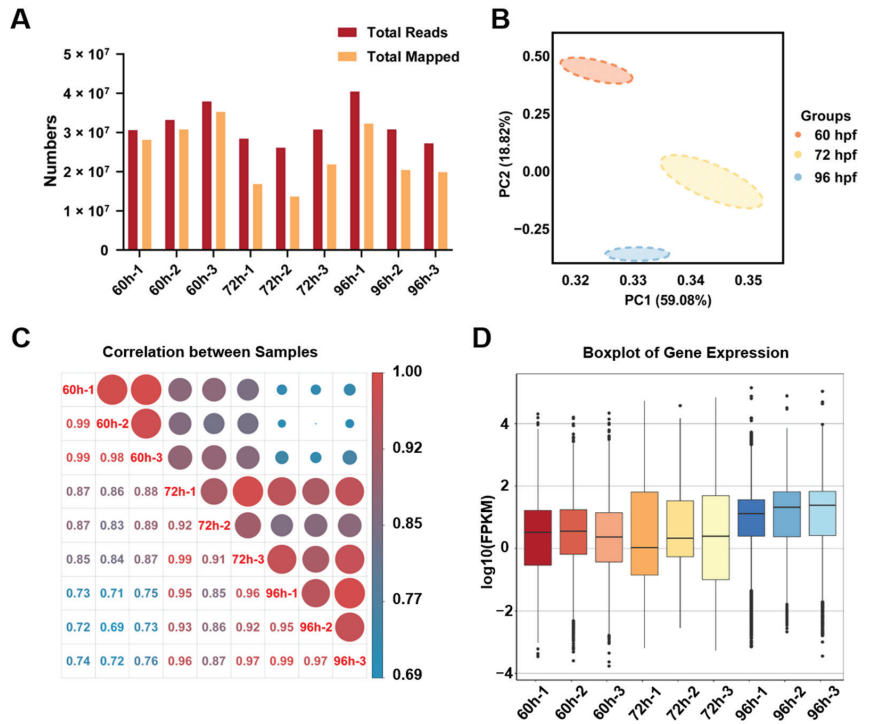 A
Total Reads
Total Mapped
Numbers
5 × 10⁷
4 × 10⁷
3 × 10⁷
2 × 10⁷
1 × 10⁷
0
60h-1 60h-2 60h-3 72h-1 72h-2 72h-3 96h-1 96h-2 96h-3
B
PC2 (18.82%)
0.50
0.25
0.00
−0.25
0.32 0.33 0.34 0.35
PC1 (59.08%)
Groups
60 hpf
72 hpf
96 hpf
C
Correlation between Samples
60h-1
0.99 60h-2
0.99 0.98 60h-3
0.87 0.86 0.88 72h-1
0.87 0.83 0.89 0.92 72h-2
0.85 0.84 0.87 0.99 0.91 72h-3
0.73 0.71 0.75 0.95 0.85 0.96 96h-1
0.72 0.69 0.73 0.93 0.86 0.92 0.95 96h-2
0.74 0.72 0.76 0.96 0.87 0.97 0.99 0.97 96h-3
1.00
0.92
0.85
0.77
0.69
D
Boxplot of Gene Expression
log10(FPKM)
4
2
0
−2
−4
60h-1 60h-2 60h-3 72h-1 72h-2 72h-3 96h-1 96h-2 96h-3